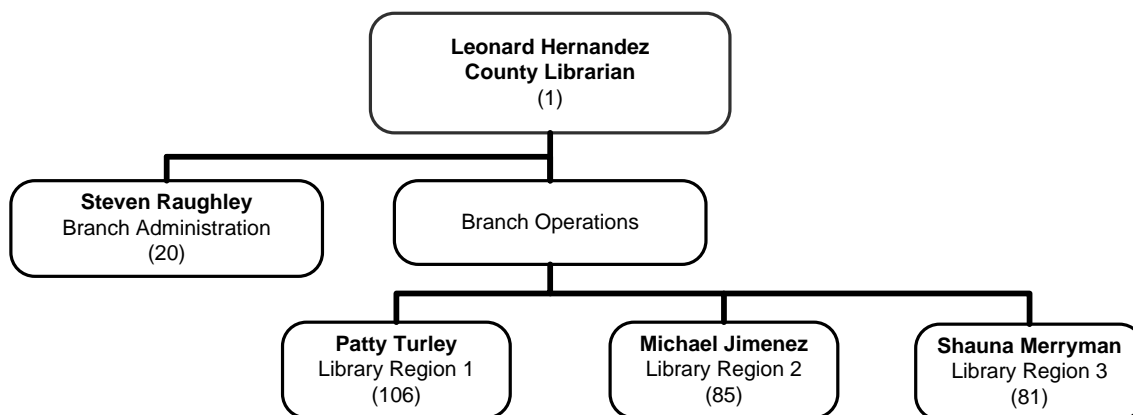 Leonard Hernandez
County Librarian
(1)
Steven Raughley
Branch Administration
(20)
Branch Operations
Patty Turley
Library Region 1
(106)
Michael Jimenez
Library Region 2
(85)
Shauna Merryman
Library Region 3
(81)